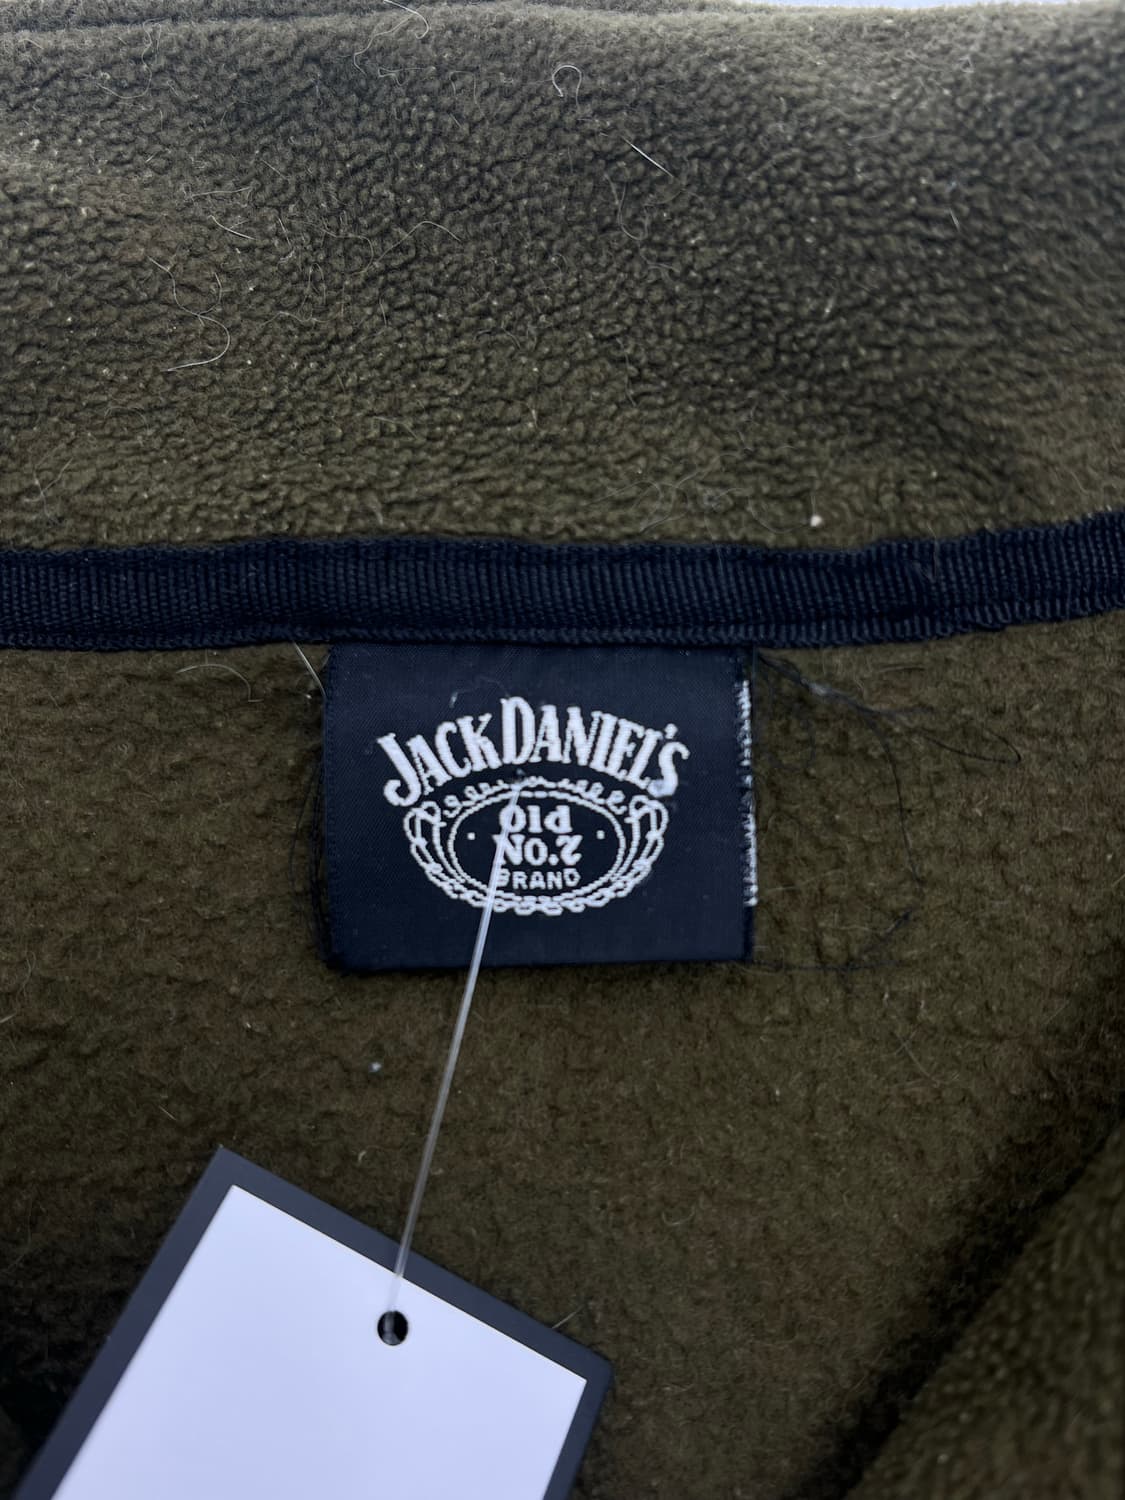 JACK DANIEL'S
Old
NO.7
BRAND